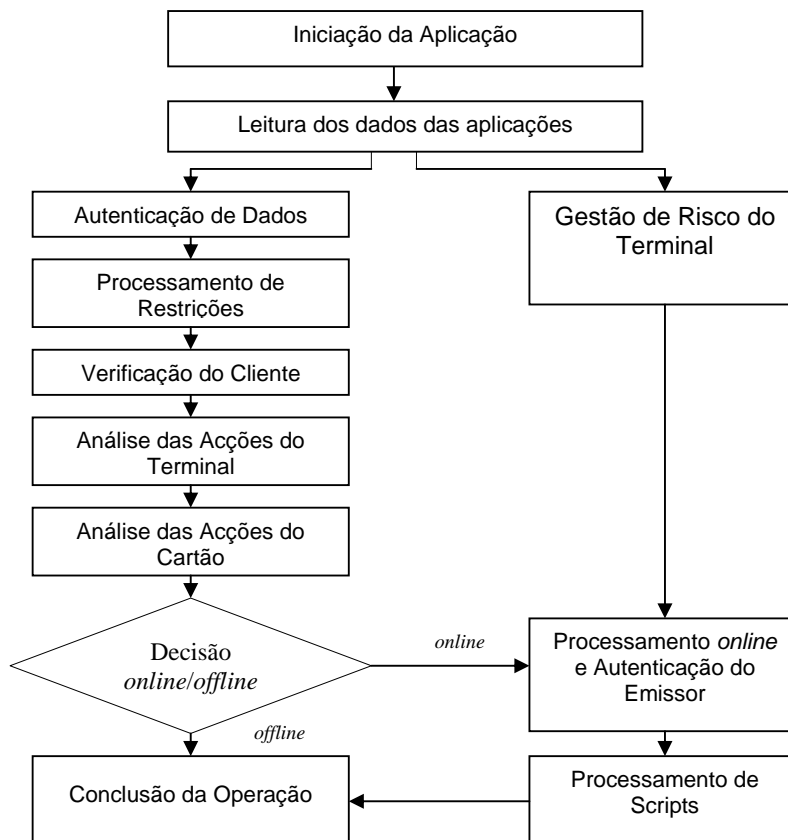 Iniciação da Aplicação
Leitura dos dados das aplicações
Autenticação de Dados
Gestão de Risco do
Terminal
Processamento de
Restrições
Verificação do Cliente
Análise das Acções do
Terminal
Análise das Acções do
Cartão
Decisão
online/offline
online
Processamento online
e Autenticação do
Emissor
offline
Conclusão da Operação
Processamento de
Scripts